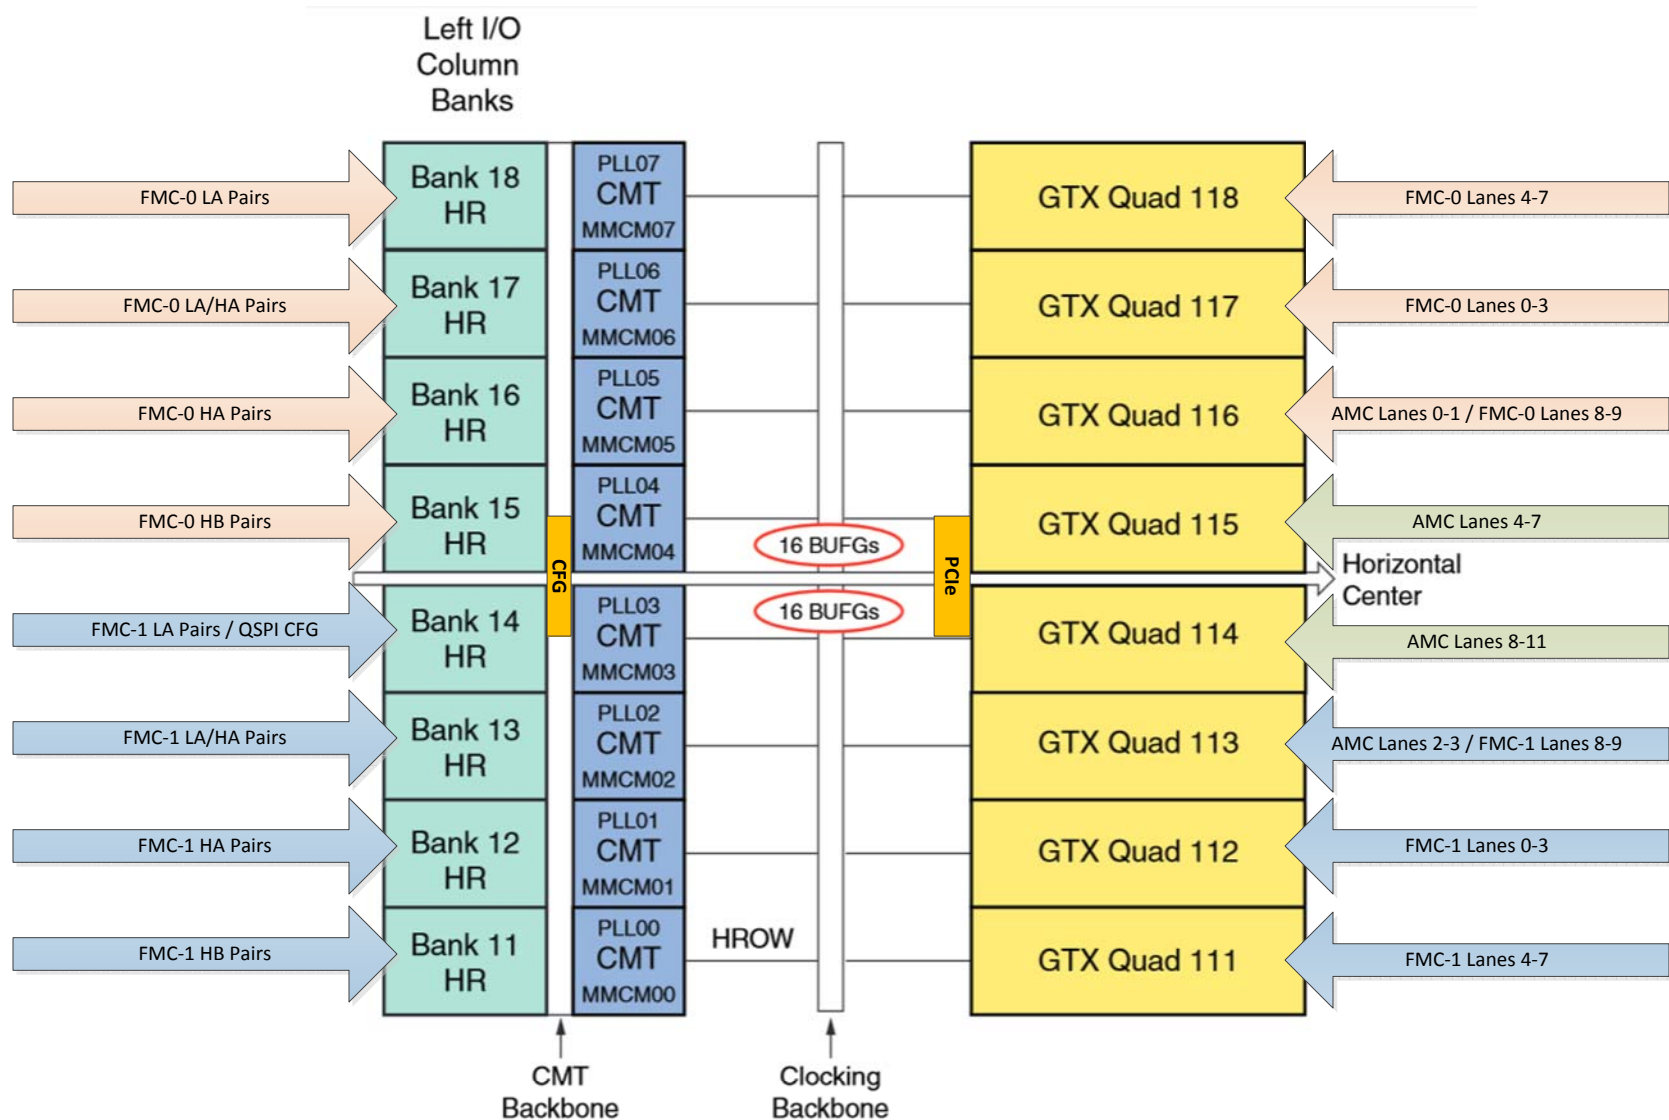 Left I/O
Column
Banks
FMC-0 LA Pairs
Bank 18
HR
PLL07
CMT
MMCM07
GTX Quad 118
FMC-0 Lanes 4-7
FMC-0 LA/HA Pairs
Bank 17
HR
PLL06
CMT
MMCM06
GTX Quad 117
FMC-0 Lanes 0-3
FMC-0 HA Pairs
Bank 16
HR
PLL05
CMT
MMCM05
GTX Quad 116
AMC Lanes 0-1 / FMC-0 Lanes 8-9
FMC-0 HB Pairs
Bank 15
HR
PLL04
CMT
MMCM04
16 BUFGs
GTX Quad 115
AMC Lanes 4-7
CFG
PCIe
Horizontal
Center
FMC-1 LA Pairs / QSPI CFG
Bank 14
HR
PLL03
CMT
MMCM03
16 BUFGs
GTX Quad 114
AMC Lanes 8-11
FMC-1 LA/HA Pairs
Bank 13
HR
PLL02
CMT
MMCM02
GTX Quad 113
AMC Lanes 2-3 / FMC-1 Lanes 8-9
FMC-1 HA Pairs
Bank 12
HR
PLL01
CMT
MMCM01
GTX Quad 112
FMC-1 Lanes 0-3
FMC-1 HB Pairs
Bank 11
HR
PLL00
CMT
MMCM00
HROW
GTX Quad 111
FMC-1 Lanes 4-7
CMT
Backbone
Clocking
Backbone